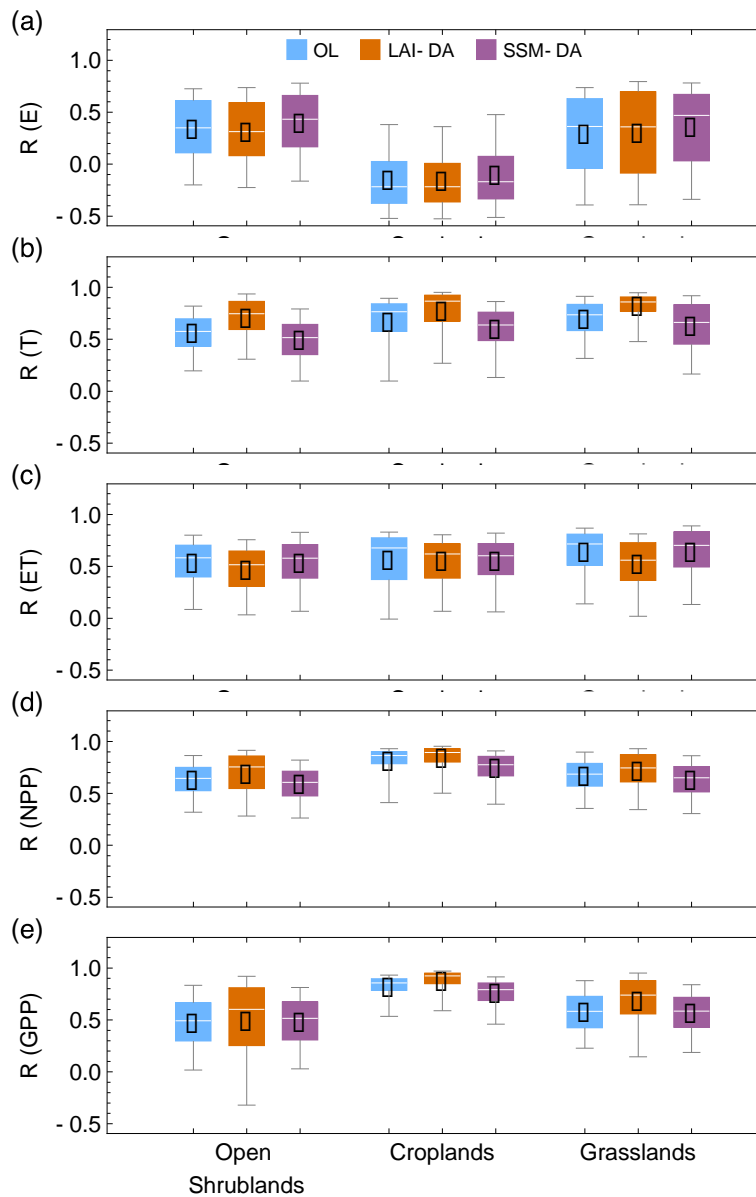 (a)
OL LAI- DA SSM- DA
R (E)
1.0
0.5
0.0
- 0.5
(b)
R (T)
1.0
0.5
0.0
- 0.5
(c)
R (ET)
1.0
0.5
0.0
- 0.5
(d)
R (NPP)
1.0
0.5
0.0
- 0.5
(e)
R (GPP)
1.0
0.5
0.0
- 0.5
Open
Shrublands
Croplands
Grasslands